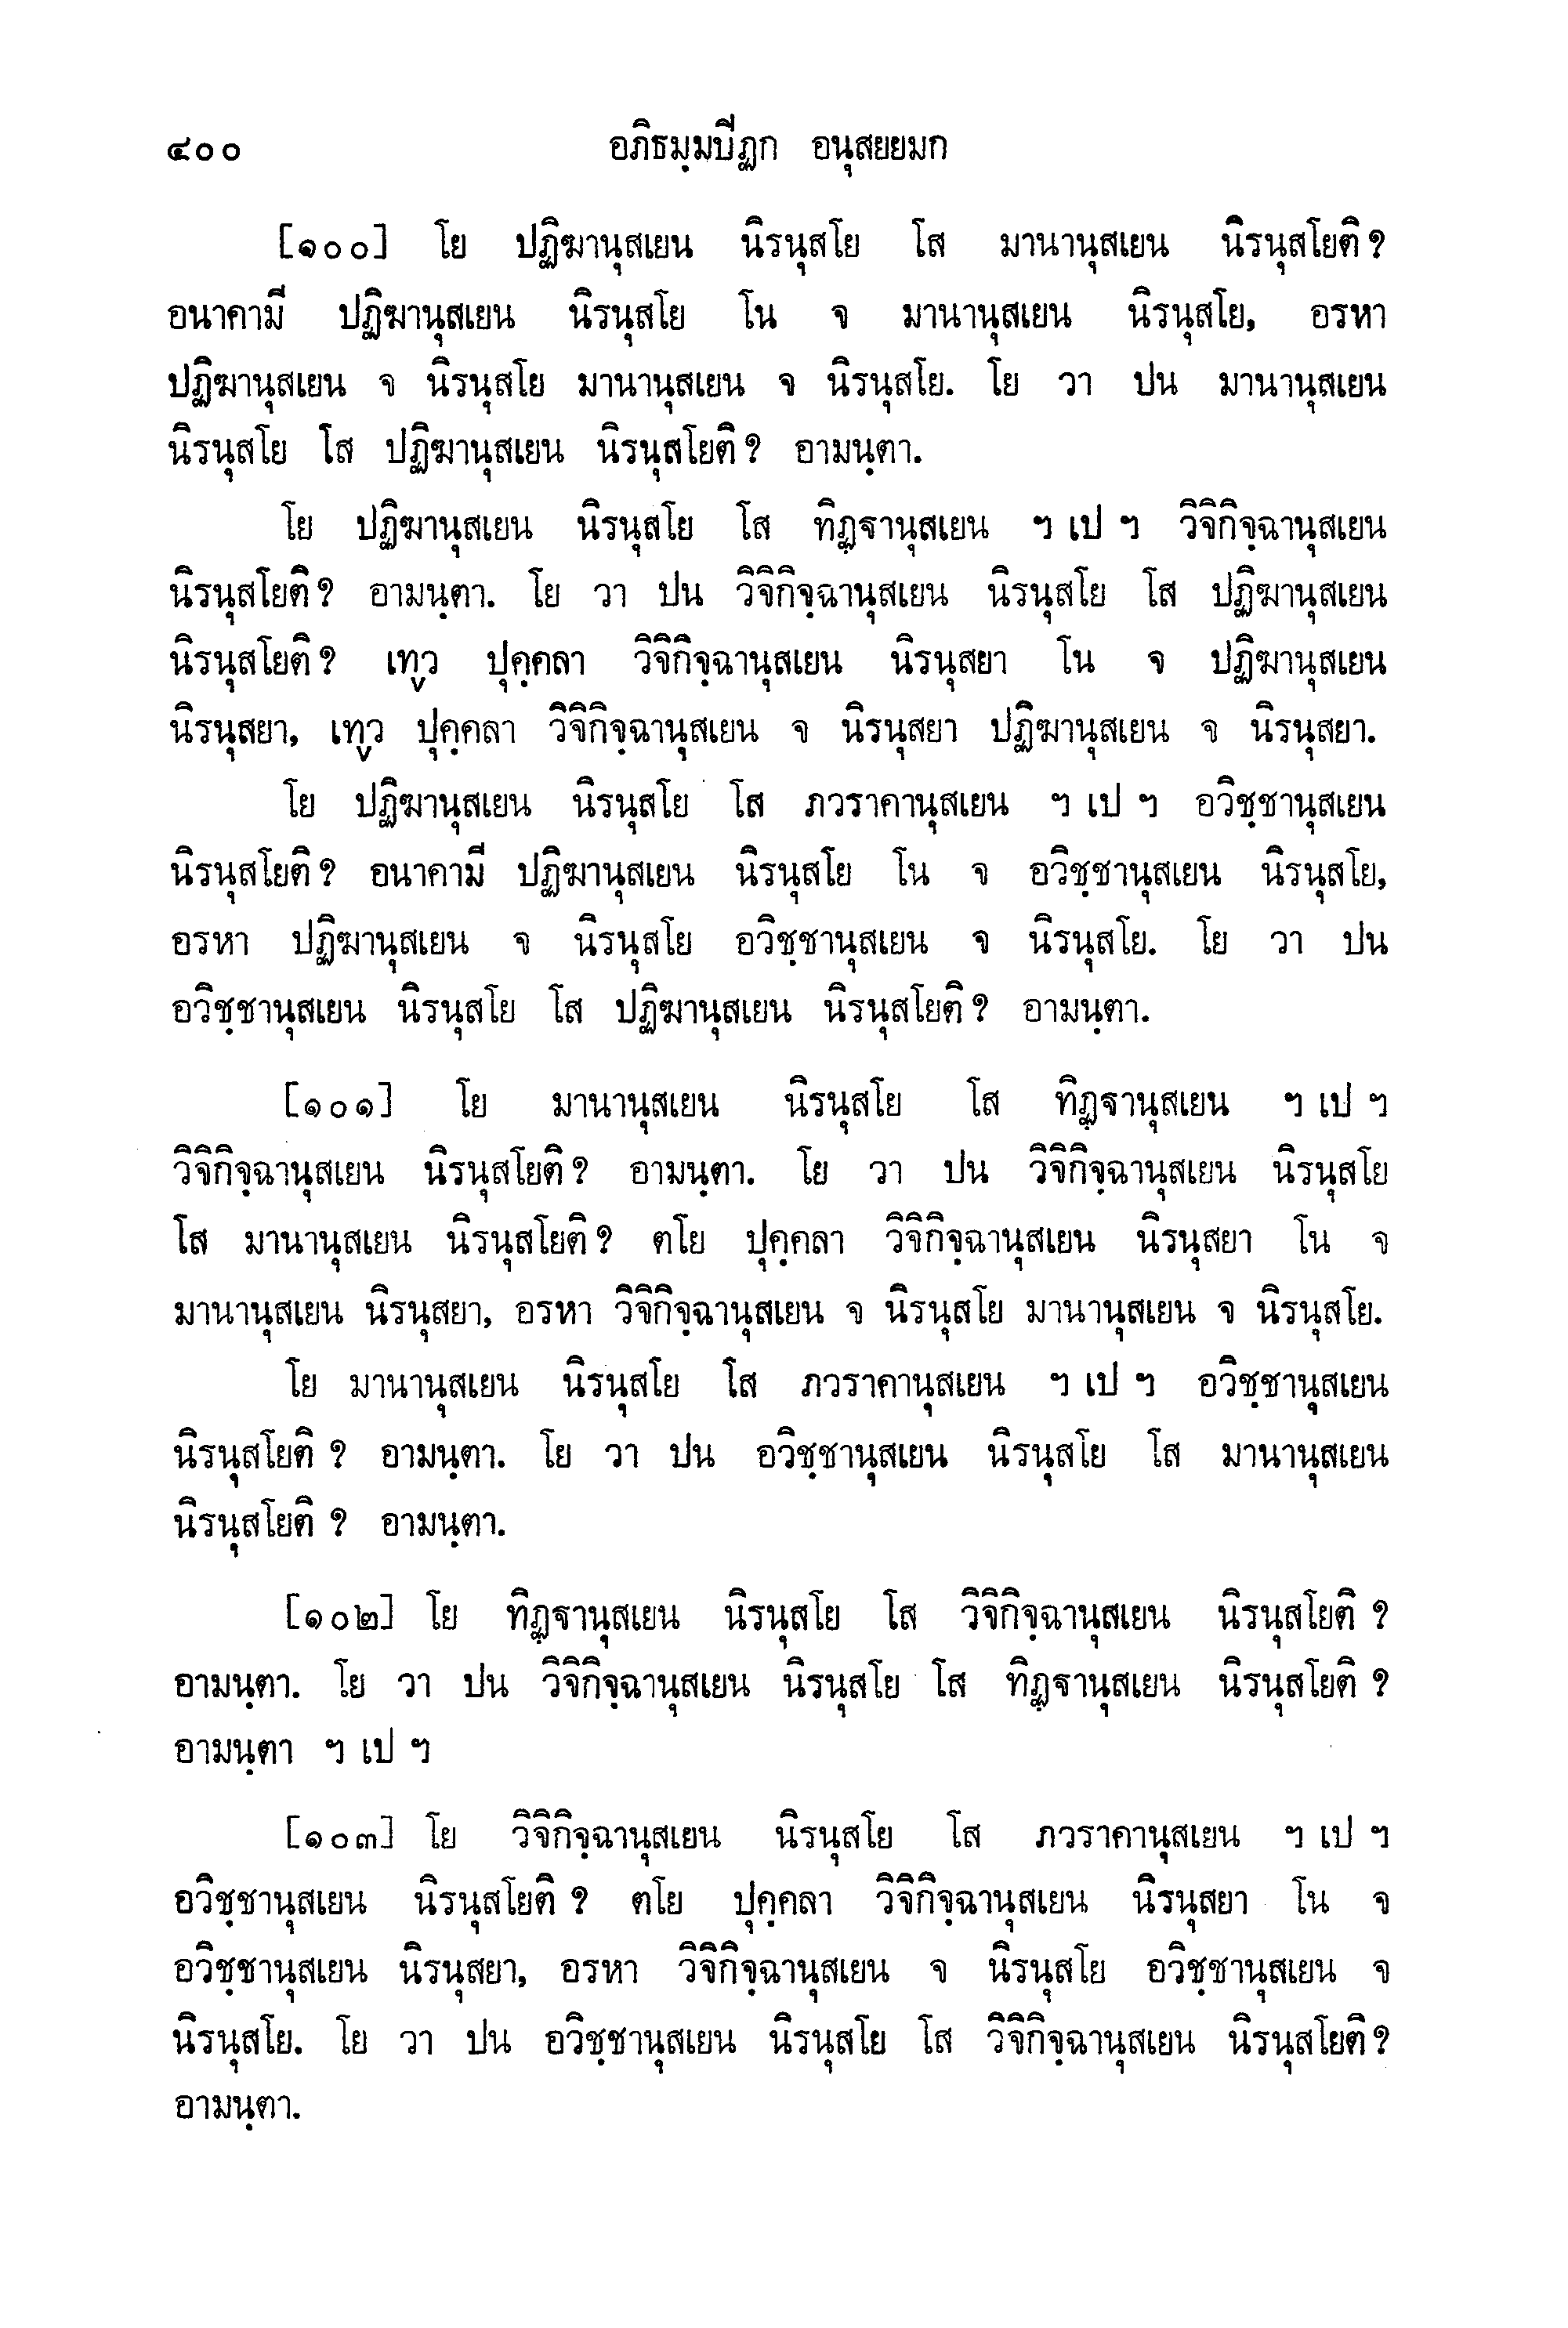 ๔๐๐ อภิธมฺมปีฏก อนุสยยมก
[๑๐๐] โย ปฏิฆานุสเยน นิรนุสโย โส มานานุสเยน นิรนุสโยติ?
อนาคามี ปฏิฆานุสเยน นิรนุสโย โน จ มานานุสเยน นิรนุสโย, อรหา
ปฏิฆานุสเยน จ นิรนุสโย มานานุสเยน จ นิรนุสโย. โย วา ปน มานานุสเยน
นิรนุสโย โส ปฏิฆานุสเยน นิรนุสโยติ? อามนฺตา.
โย ปฏิฆานุสเยน นิรนุสโย โส ทิฏฺฐานุสเยน ฯ เป ฯ วิจิกิจฺฉานุสเยน
นิรนุสโยติ? อามนฺตา. โย วา ปน วิจิกิจฺฉานุสเยน นิรนุสโย โส ปฏิฆานุสเยน
นิรนุสโยติ? เทฺว ปุคฺคลา วิจิกิจฺฉานุสเยน นิรนุสยา โน จ ปฏิฆานุสเยน
นิรนุสยา, เทฺว ปุคฺคลา วิจิกิจฺฉานุสเยน จ นิรนุสยา ปฏิฆานุสเยน จ นิรนุสยา.
โย ปฏิฆานุสเยน นิรนุสโย โส ภวราคานุสเยน ฯ เป ฯ อวิชฺชานุสเยน
นิรนุสโยติ? อนาคามี ปฏิฆานุสเยน นิรนุสโย โน จ อวิชฺชานุสเยน นิรนุสโย,
อรหา ปฏิฆานุสเยน จ นิรนุสโย อวิชฺชานุสเยน จ นิรนุสโย. โย วา ปน
อวิชฺชานุสเยน นิรนุสโย โส ปฏิฆานุสเยน นิรนุสโยติ? อามนฺตา.
[๑๐๑] โย มานานุสเยน นิรนุสโย โส ทิฏฺฐานุสเยน ฯ เป ฯ
วิจิกิจฺฉานุสเยน นิรนุสโยติ? อามนฺตา. โย วา ปน วิจิกิจฺฉานุสเยน นิรนุสโย
โส มานานุสเยน นิรนุสโยติ? ตโย ปุคฺคลา วิจิกิจฺฉานุสเยน นิรนุสยา โน จ
มานานุสเยน นิรนุสยา, อรหา วิจิกิจฺฉานุสเยน จ นิรนุสโย มานานุสเยน จ นิรนุสโย.
โย มานานุสเยน นิรนุสโย โส ภวราคานุสเยน ฯ เป ฯ อวิชฺชานุสเยน
นิรนุสโยติ ? อามนฺตา. โย วา ปน อวิชฺชานุสเยน นิรนุสโย โส มานานุสเยน
นิรนุสโยติ ? อามนฺตา.
[๑๐๒] โย ทิฏฺฐานุสเยน นิรนุสโย โส วิจิกิจฺฉานุสเยน นิรนุสโยติ ?
อามนฺตา. โย วา ปน วิจิกิจฺฉานุสเยน นิรนุสโย โส ทิฏฺฐานุสเยน นิรนุสโยติ ?
อามนฺตา ฯ เป ฯ
[๑๐๓] โย วิจิกิจฺฉานุสเยน นิรนุสโย โส ภวราคานุสเยน ฯ เป ฯ
อวิชฺชานุสเยน นิรนุสโยติ ? ตโย ปุคฺคลา วิจิกิจฺฉานุสเยน นิรนุสยา โน จ
อวิชฺชานุสเยน นิรนุสยา, อรหา วิจิกิจฺฉานุสเยน จ นิรนุสโย อวิชฺชานุสเยน จ
นิรนุสโย. โย วา ปน อวิชฺชานุสเยน นิรนุสโย โส วิจิกิจฺฉานุสเยน นิรนุสโยติ?
อามนฺตา.